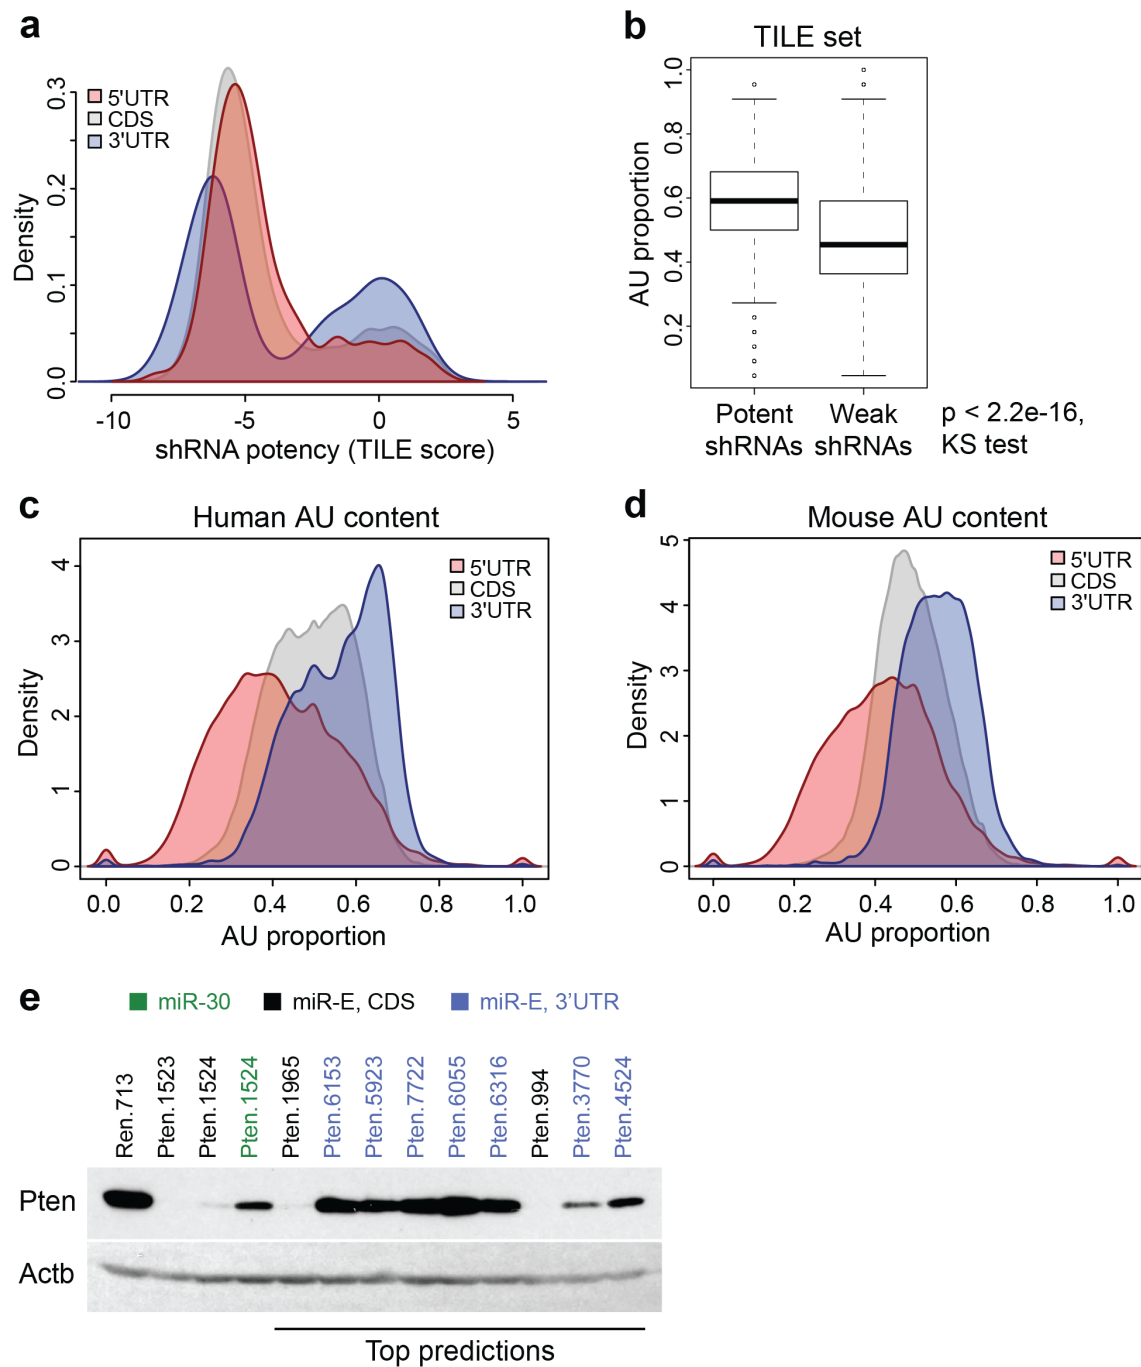 a
0.3
0.2
0.1
0.0
Density
5'UTR
CDS
3'UTR
-10
-5
0
5
shRNA potency (TILE score)
b
TILE set
1.0
0.8
0.6
0.4
0.2
AU proportion
Potent shRNAs
Weak shRNAs
p < 2.2e-16,
KS test
c
Human AU content
4
3
2
1
0
Density
5'UTR
CDS
3'UTR
0.0
0.2
0.4
0.6
0.8
1.0
AU proportion
d
Mouse AU content
5
4
3
2
1
0
Density
5'UTR
CDS
3'UTR
0.0
0.2
0.4
0.6
0.8
1.0
AU proportion
e
miR-30
miR-E, CDS
miR-E, 3’UTR
Ren.713
Pten.1523
Pten.1524
Pten.1524
Pten.1965
Pten.6153
Pten.5923
Pten.7722
Pten.6055
Pten.6316
Pten.994
Pten.3770
Pten.4524
Pten
Actb
Top predictions